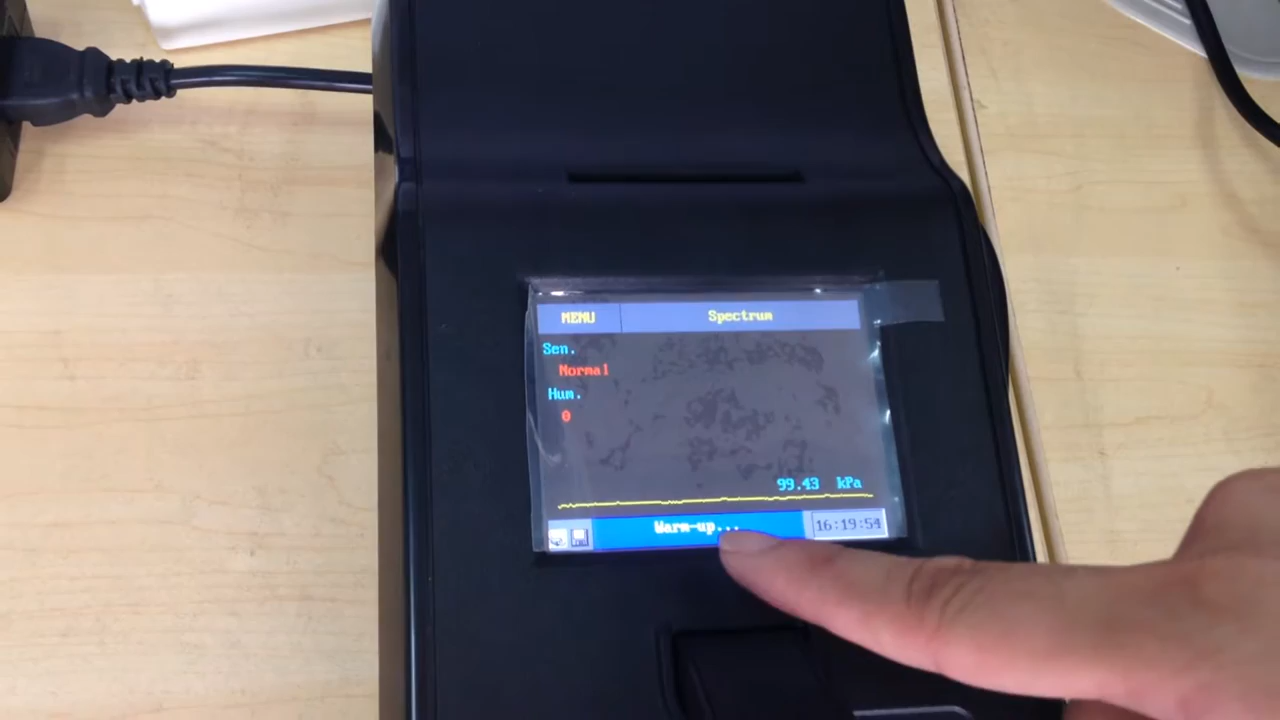 MENU
Spectrum
Sen.
Normal
Hum.
0
99.43 kPa
Warm-up...
16:19:54